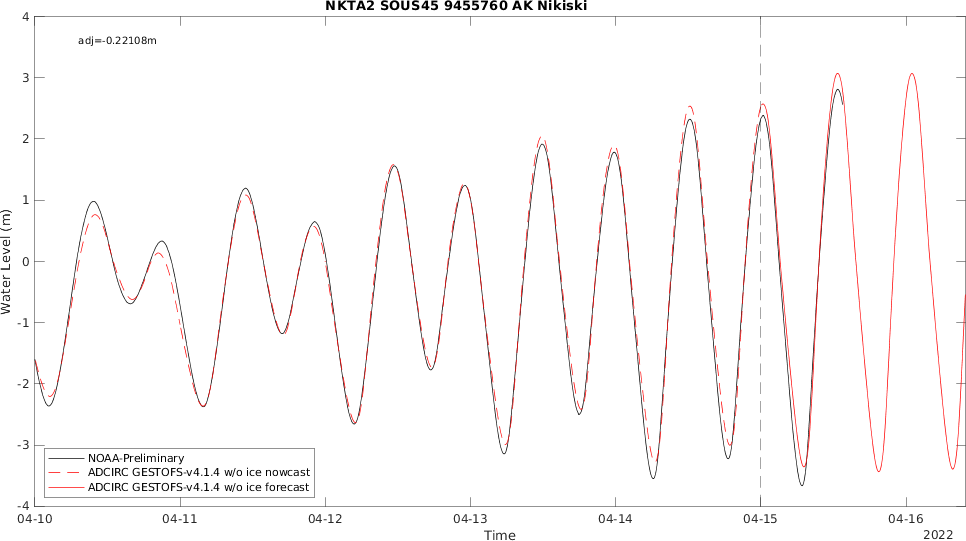 NKTA2 SOUS45 9455760 AK Nikiski
adj=-0.22108m
4
3
2
1
0
-1
-2
-3
-4
Water Level (m)
NOAA-Preliminary
ADCIRC GESTOFS-v4.1.4 w/o ice nowcast
ADCIRC GESTOFS-v4.1.4 w/o ice forecast
04-10 04-11 04-12 04-13 04-14 04-15 04-16
Time
2022